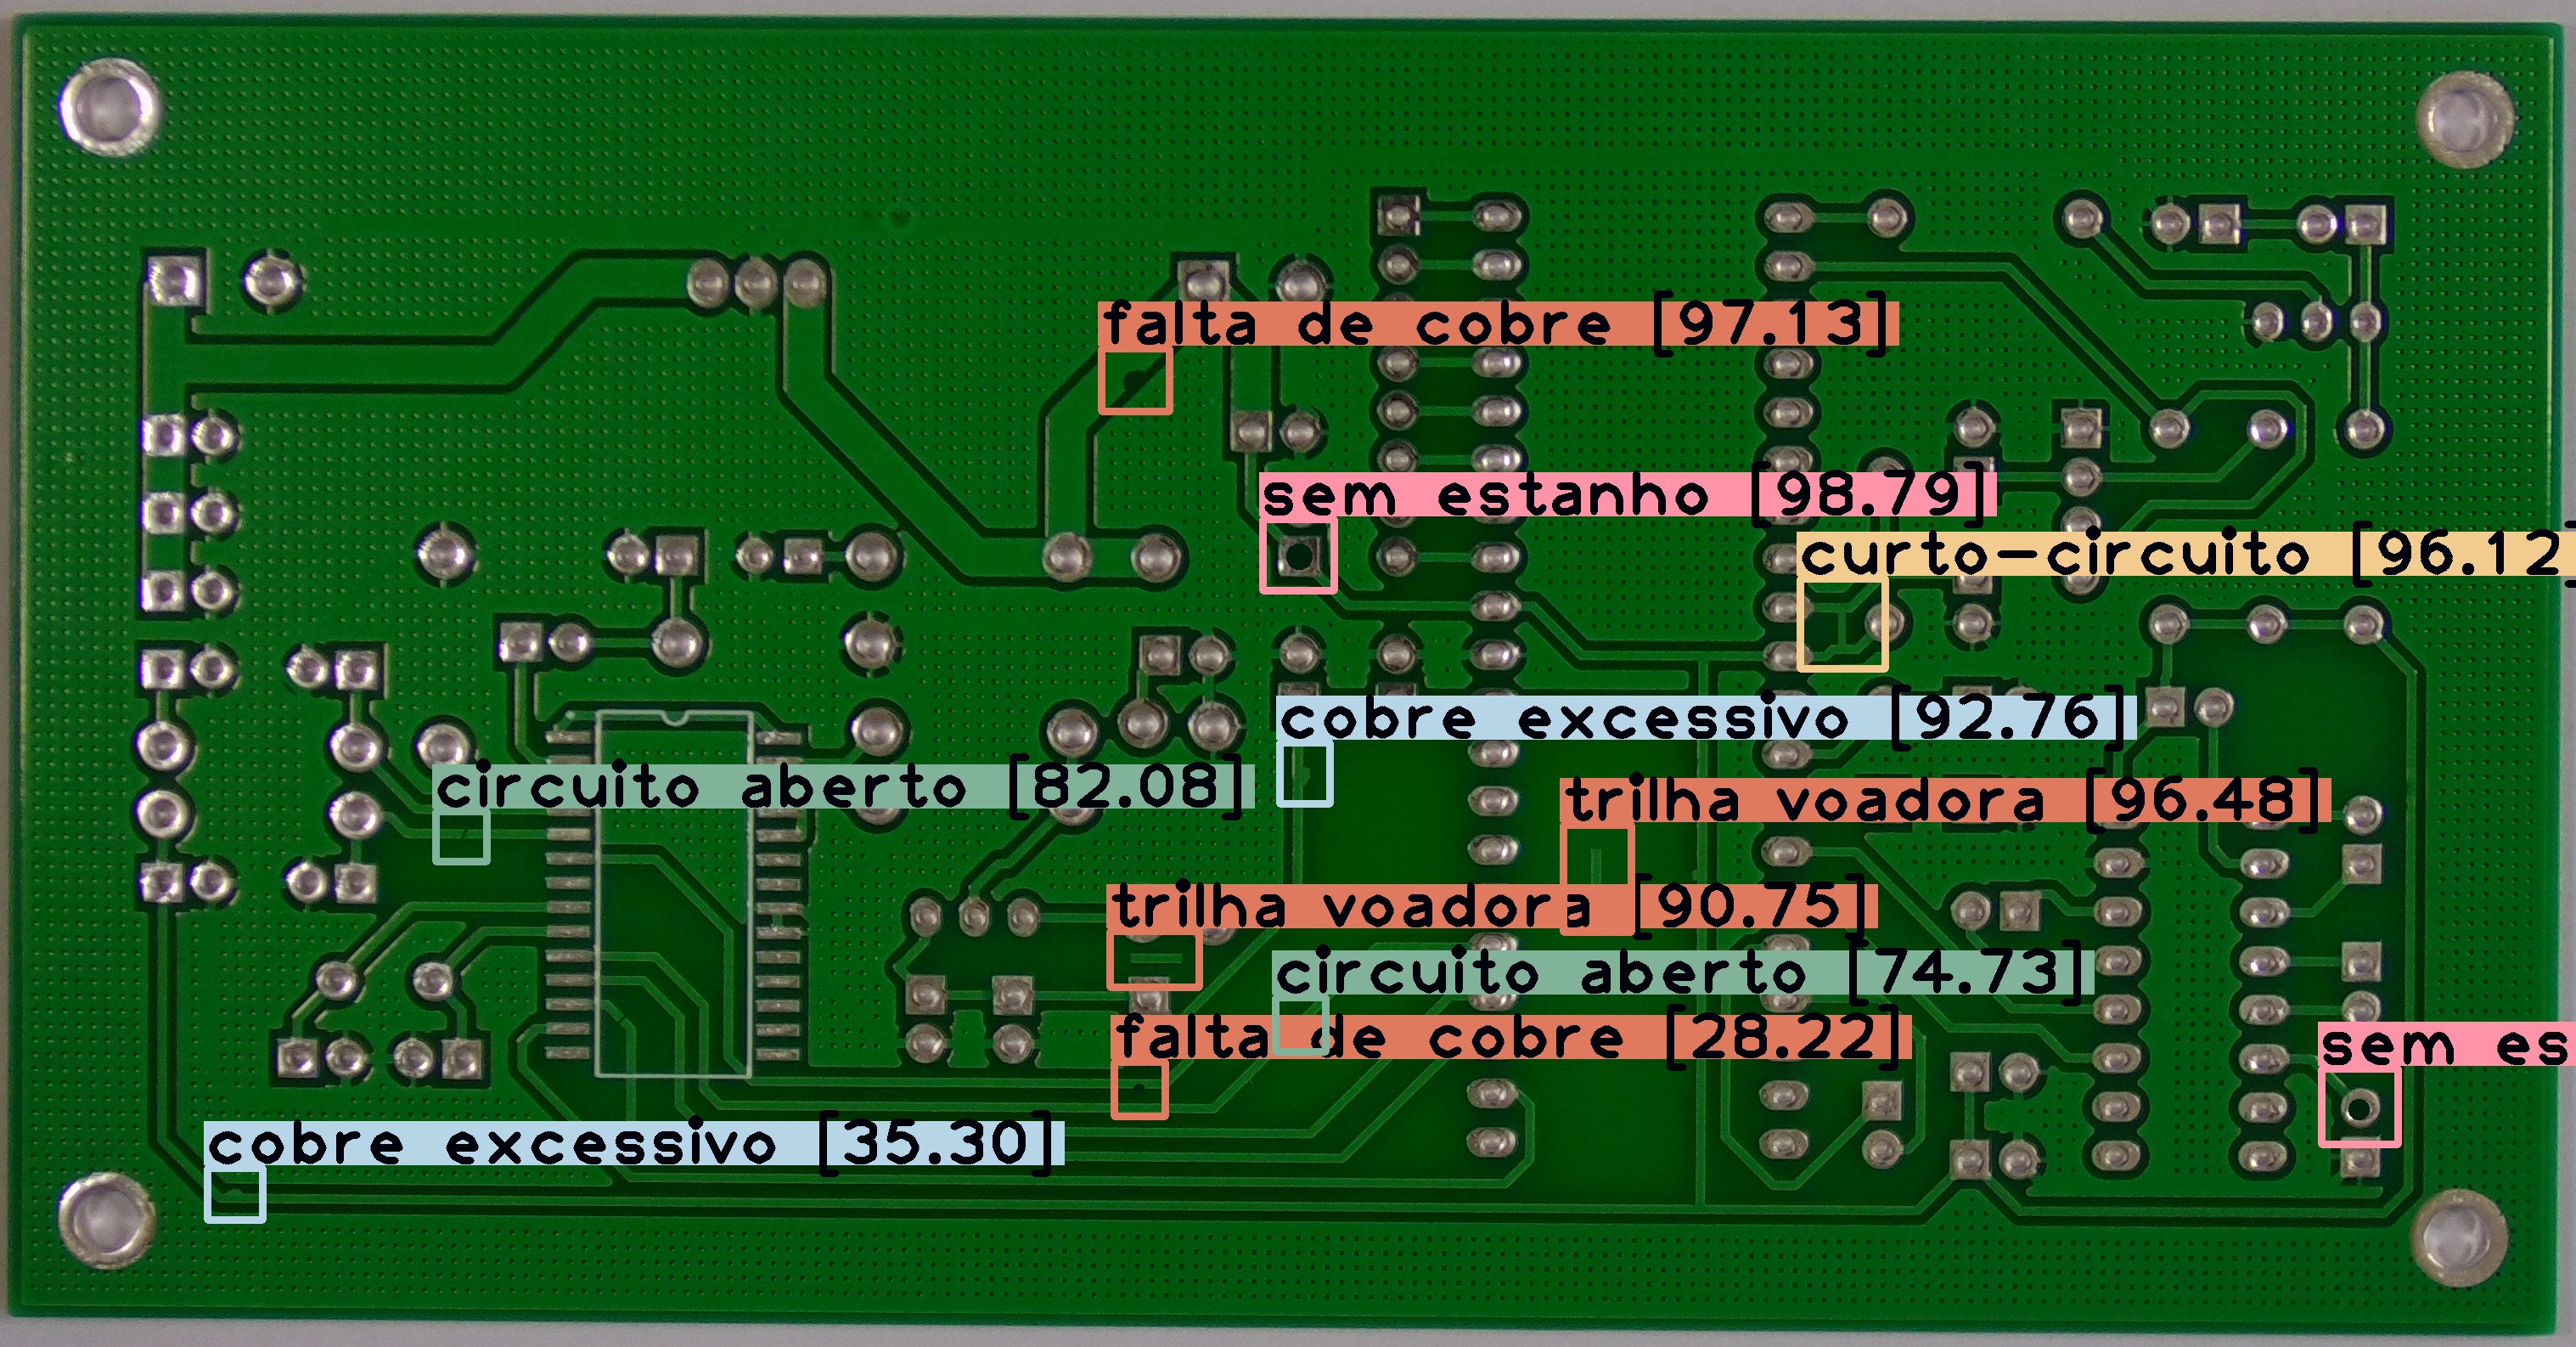 falta de cobre [97.13]
sem estanho [98.79]
curto-circuito [96.12]
cobre excessivo [92.76]
circuito aberto [82.08]
trilha voadora [96.48]
trilha voadora [90.75]
circuito aberto [74.73]
falta de cobre [28.22]
sem es
cobre excessivo [35.30]